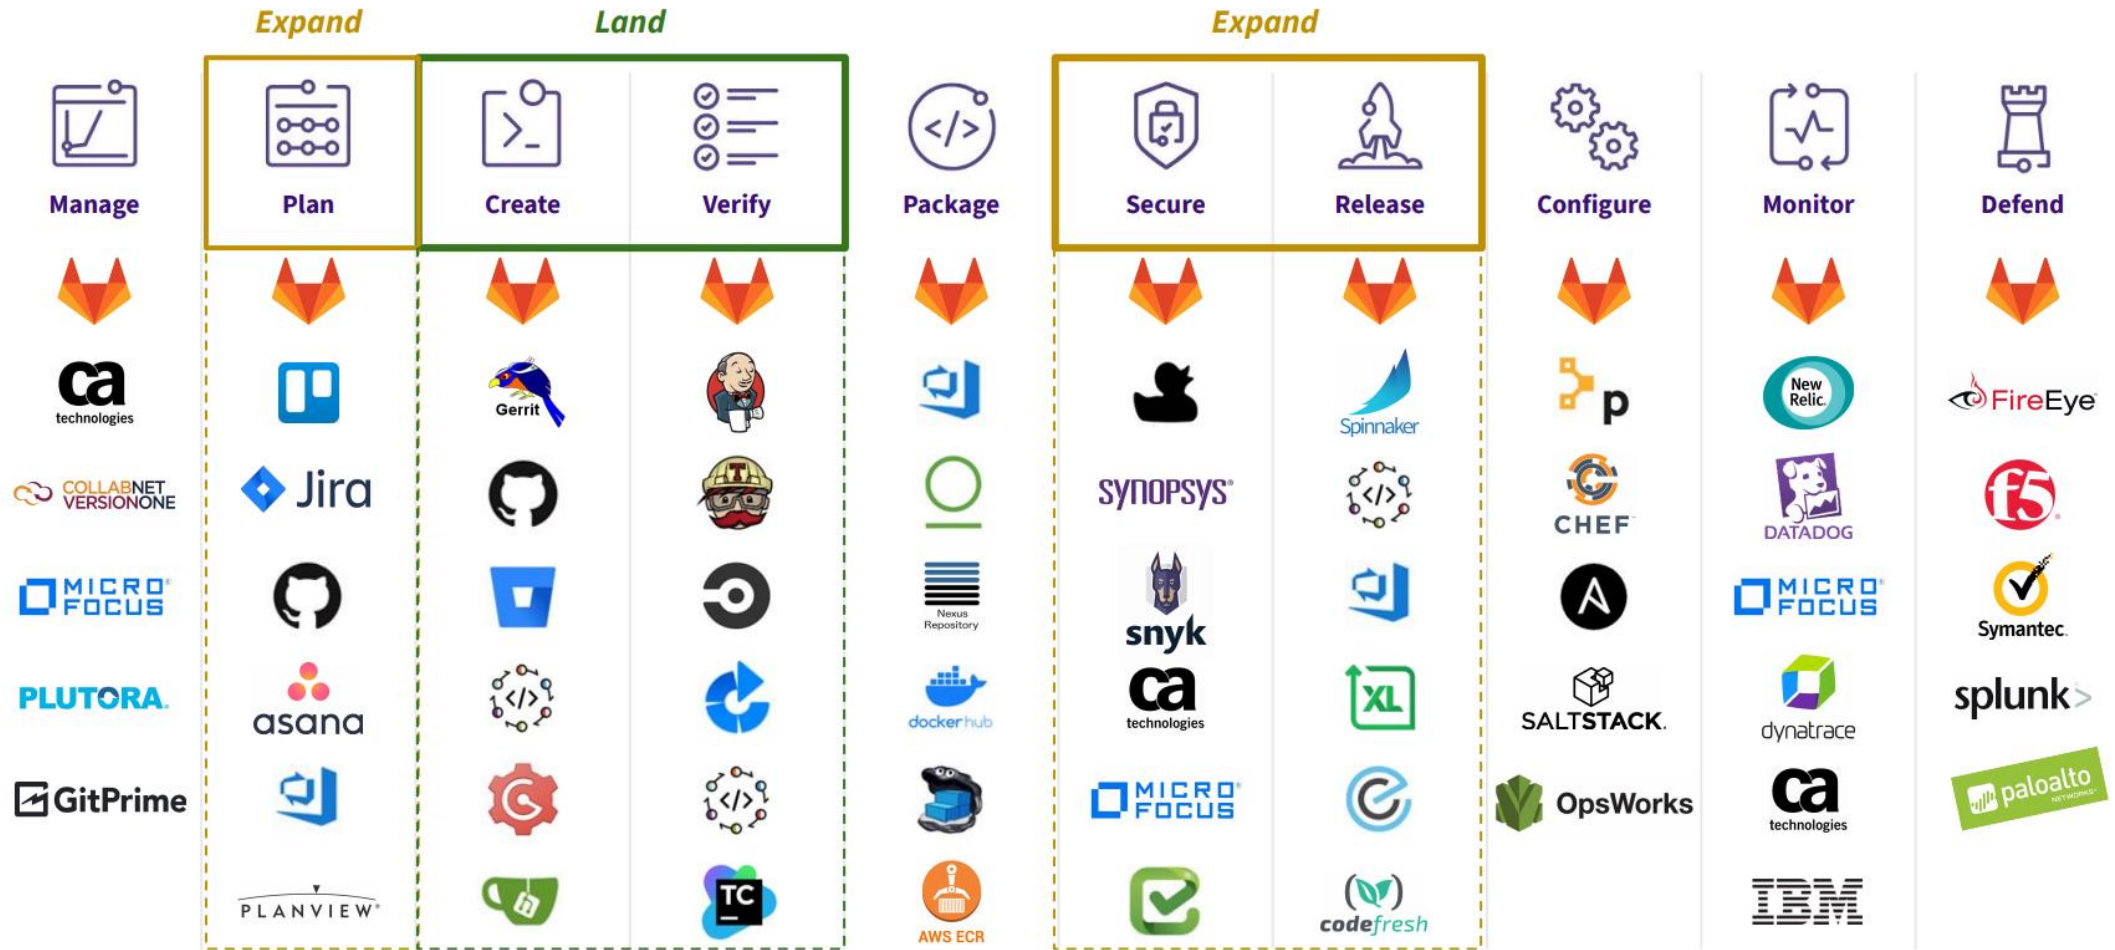 Expand
Land
Expand
Manage
Plan
Create
Verify
Package
Secure
Release
Configure
Monitor
Defend
ca
technologies
Gerrit
Spinnaker
p
New
Relic.
FireEye
COLLABNET
VERSIONONE
Jira
T
SYNOPSYS®
</>
CHEF
DATADOG
f5
MICRO
FOCUS
Nexus
Repository
snyk
A
MICRO
FOCUS
Symantec.
PLUTORA.
asana
</>
docker hub
ca
technologies
XL
SALTSTACK.
dynatrace
splunk>
GitPrime
G
</>
MICRO
FOCUS
e
OpsWorks
ca
technologies
paloalto
NETWORKS
PLANVIEW®
TC
AWS ECR
codefresh
IBM